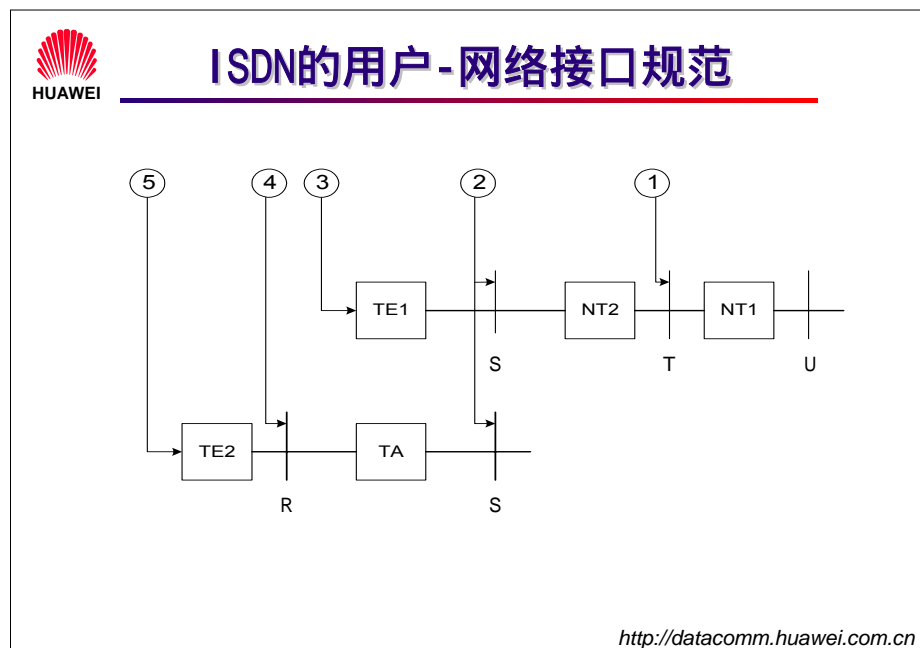 ISDN的用户-网络接口规范
HUAWEI
5 4 3 2 1
TE1 NT2 NT1
S T U
TE2 TA
R S
http://datacomm.huawei.com.cn